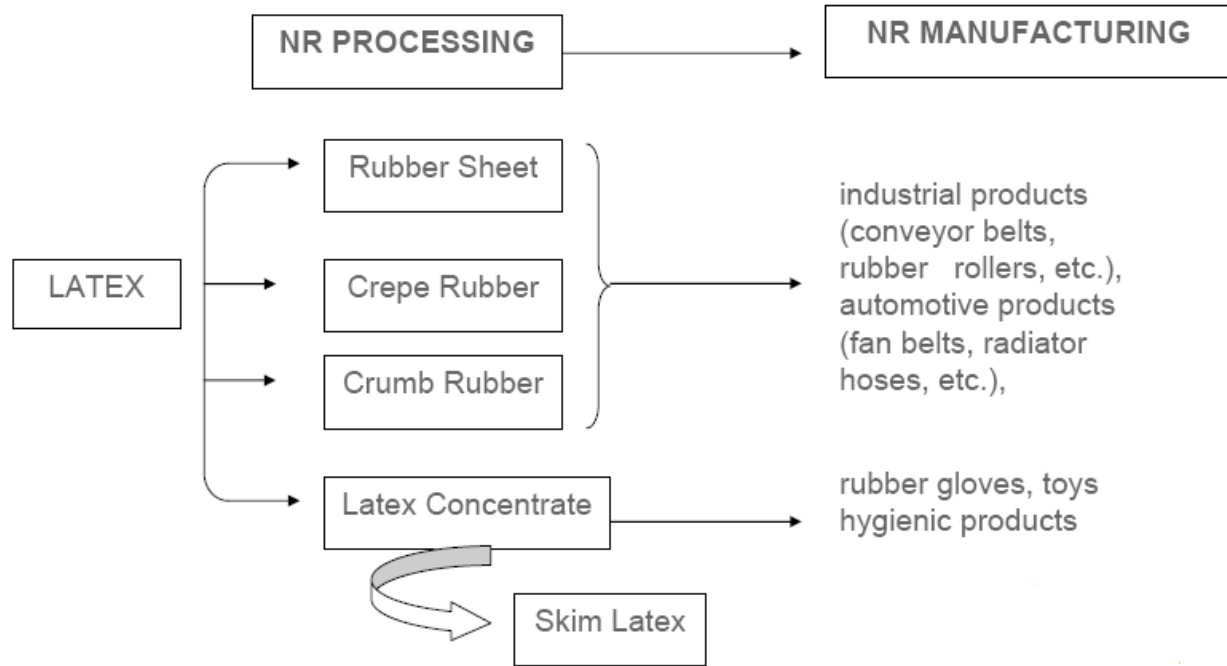 NR PROCESSING
NR MANUFACTURING
Rubber Sheet
LATEX
Crepe Rubber
Crumb Rubber
industrial products
(conveyor belts,
rubber rollers, etc.),
automotive products
(fan belts, radiator
hoses, etc.),
Latex Concentrate
rubber gloves, toys
hygienic products
Skim Latex